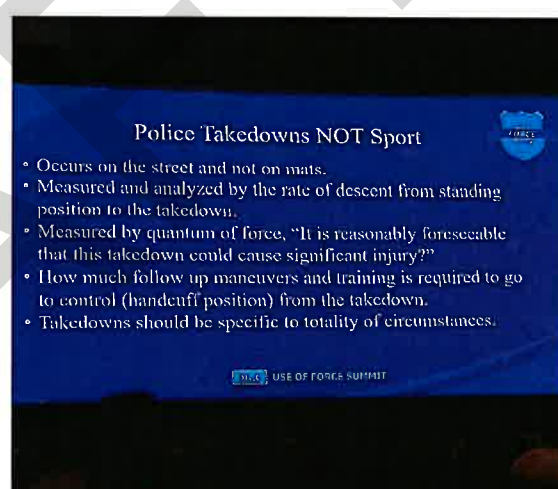 Police Takedowns NOT Sport
FORCE
• Occurs on the street and not on mats.
• Measured and analyzed by the rate of descent from standing
position to the takedown.
• Measured by quantum of force, “It is reasonably foreseeable
that this takedown could cause significant injury?”
• How much follow up maneuvers and training is required to go
to control (handcuff position) from the takedown.
• Takedowns should be specific to totality of circumstances.
USE OF FORCE SUMMIT